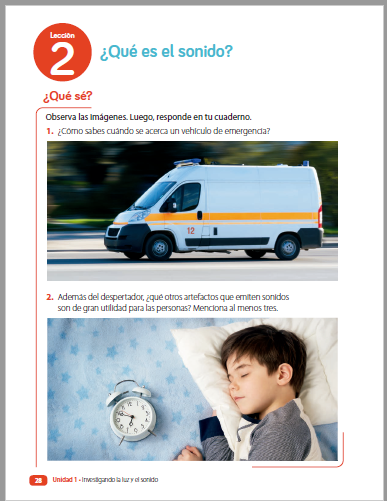 Lección
2
¿Qué es el sonido?
¿Qué sé?
Observa las imágenes. Luego, responde en tu cuaderno.
1. ¿Cómo sabes cuándo se acerca un vehículo de emergencia?
12
2. Además del despertador, ¿qué otros artefactos que emiten sonidos
son de gran utilidad para las personas? Menciona al menos tres.
28 Unidad 1 • Investigando la luz y el sonido